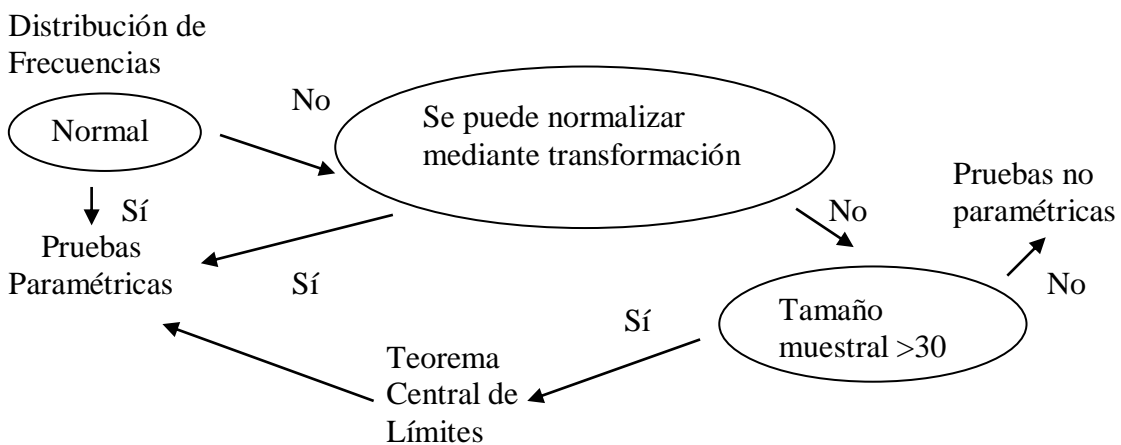 Distribución de
Frecuencias
Normal
No
Se puede normalizar
mediante transformación
Sí
Pruebas
Paramétricas
Sí
No
Pruebas no
paramétricas
No
Tamaño
muestral >30
Sí
Teorema
Central de
Límites